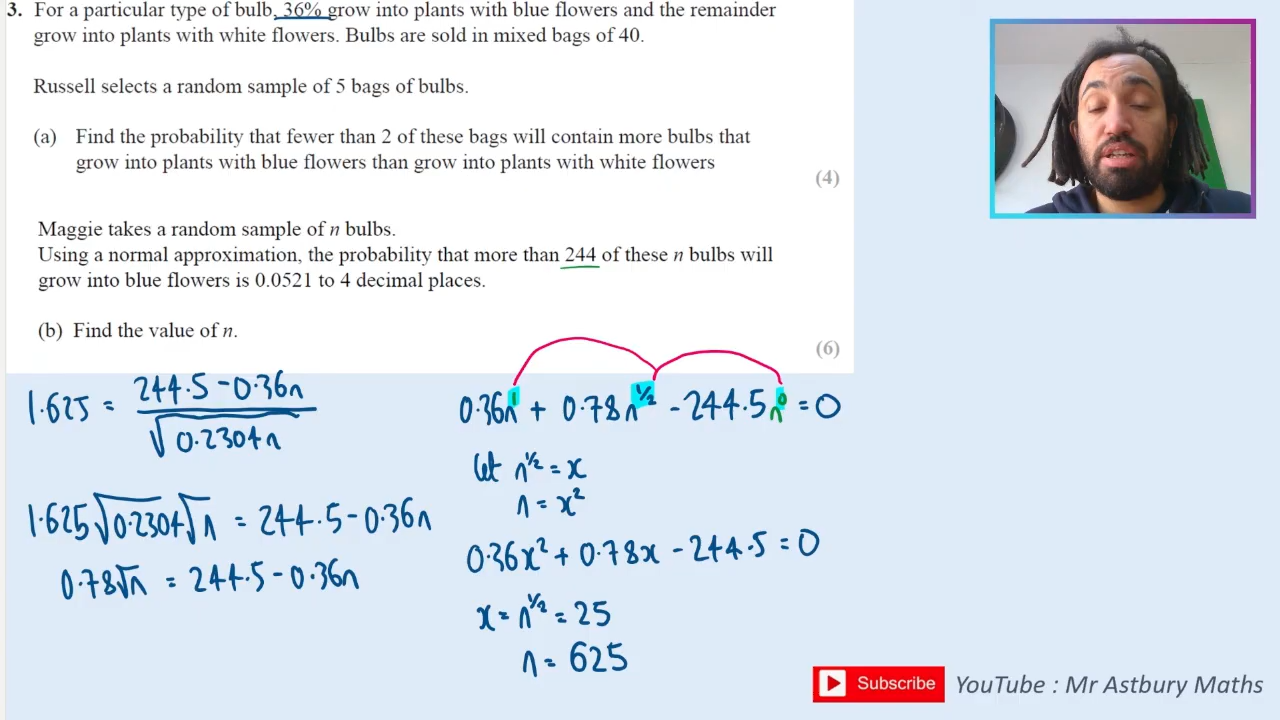 3. For a particular type of bulb, 36% grow into plants with blue flowers and the remainder
grow into plants with white flowers. Bulbs are sold in mixed bags of 40.
Russell selects a random sample of 5 bags of bulbs.
(a) Find the probability that fewer than 2 of these bags will contain more bulbs that
grow into plants with blue flowers than grow into plants with white flowers
(4)
Maggie takes a random sample of n bulbs.
Using a normal approximation, the probability that more than 244 of these n bulbs will
grow into blue flowers is 0.0521 to 4 decimal places.
(b) Find the value of n.
(6)
1.625 = (244.5 - 0.36n)/√(0.2304n)
1.625√0.2304√n = 244.5 - 0.36n
0.78√n = 244.5 - 0.36n
0.36n¹ + 0.78n^½ - 244.5n⁰ = 0
let n^½ = x
n = x²
0.36x² + 0.78x - 244.5 = 0
x = n^½ = 25
n = 625
Subscribe YouTube : Mr Astbury Maths